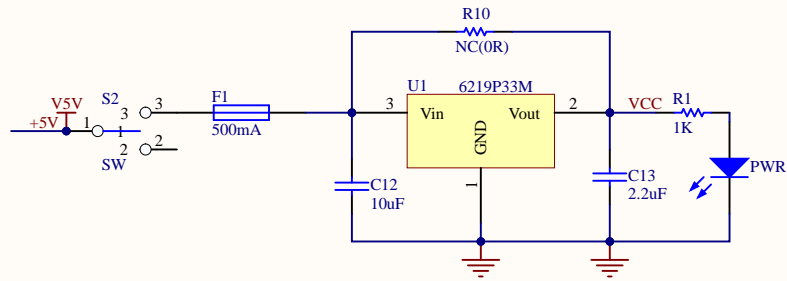 R10
NC(0R)
V5V
+5V
S2
1
3
3
1
2
2
SW
F1
500mA
U1
6219P33M
3
Vin
Vout
2
GND
1
VCC
R1
1K
C12
10uF
C13
2.2uF
PWR